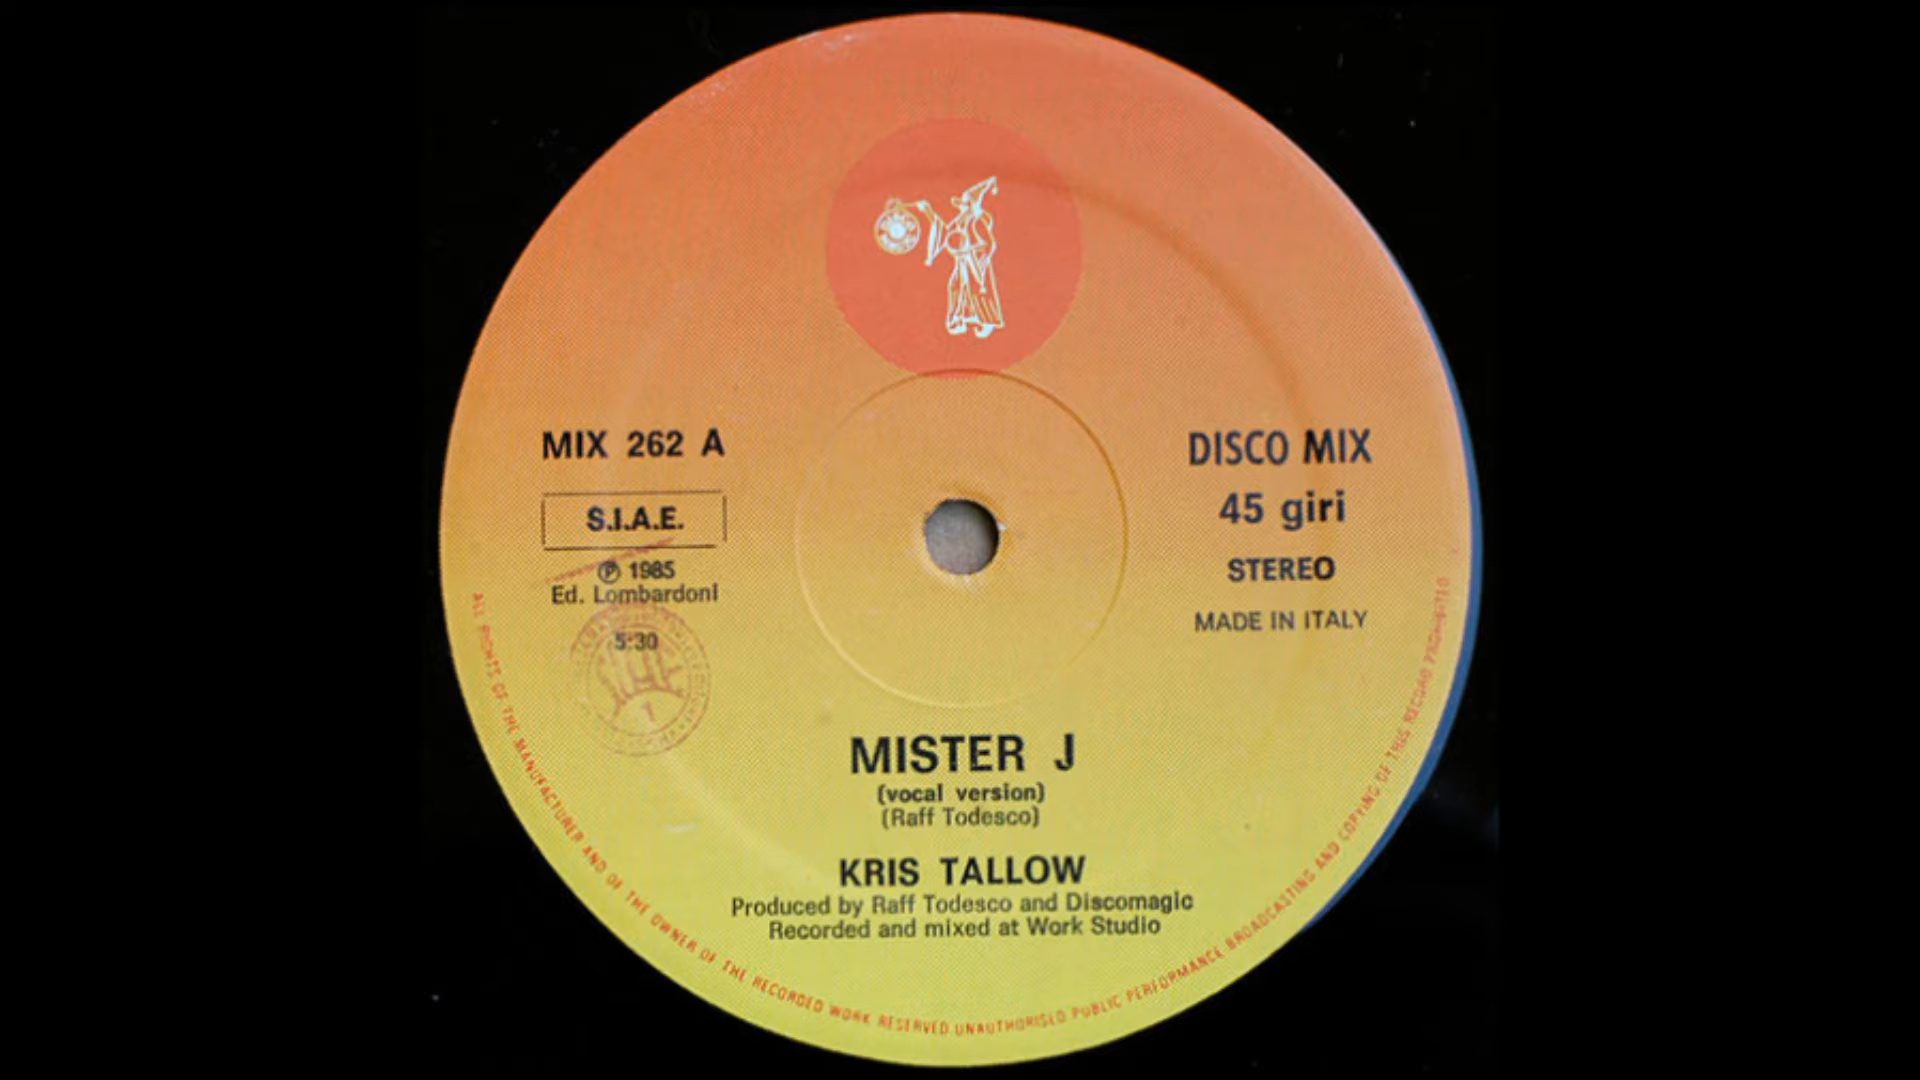 MIX 262 A
S.I.A.E.
℗ 1985
Ed. Lombardoni
5:30
DISCO MIX
45 giri
STEREO
MADE IN ITALY
MISTER J
(vocal version)
(Raff Todesco)
KRIS TALLOW
Produced by Raff Todesco and Discomagic
Recorded and mixed at Work Studio
ALL RIGHTS OF THE MANUFACTURER AND OF THE OWNER OF THE RECORDED WORK RESERVED UNAUTHORISED PUBLIC PERFORMANCE BROADCASTING AND COPYING OF THIS RECORD PROHIBITED